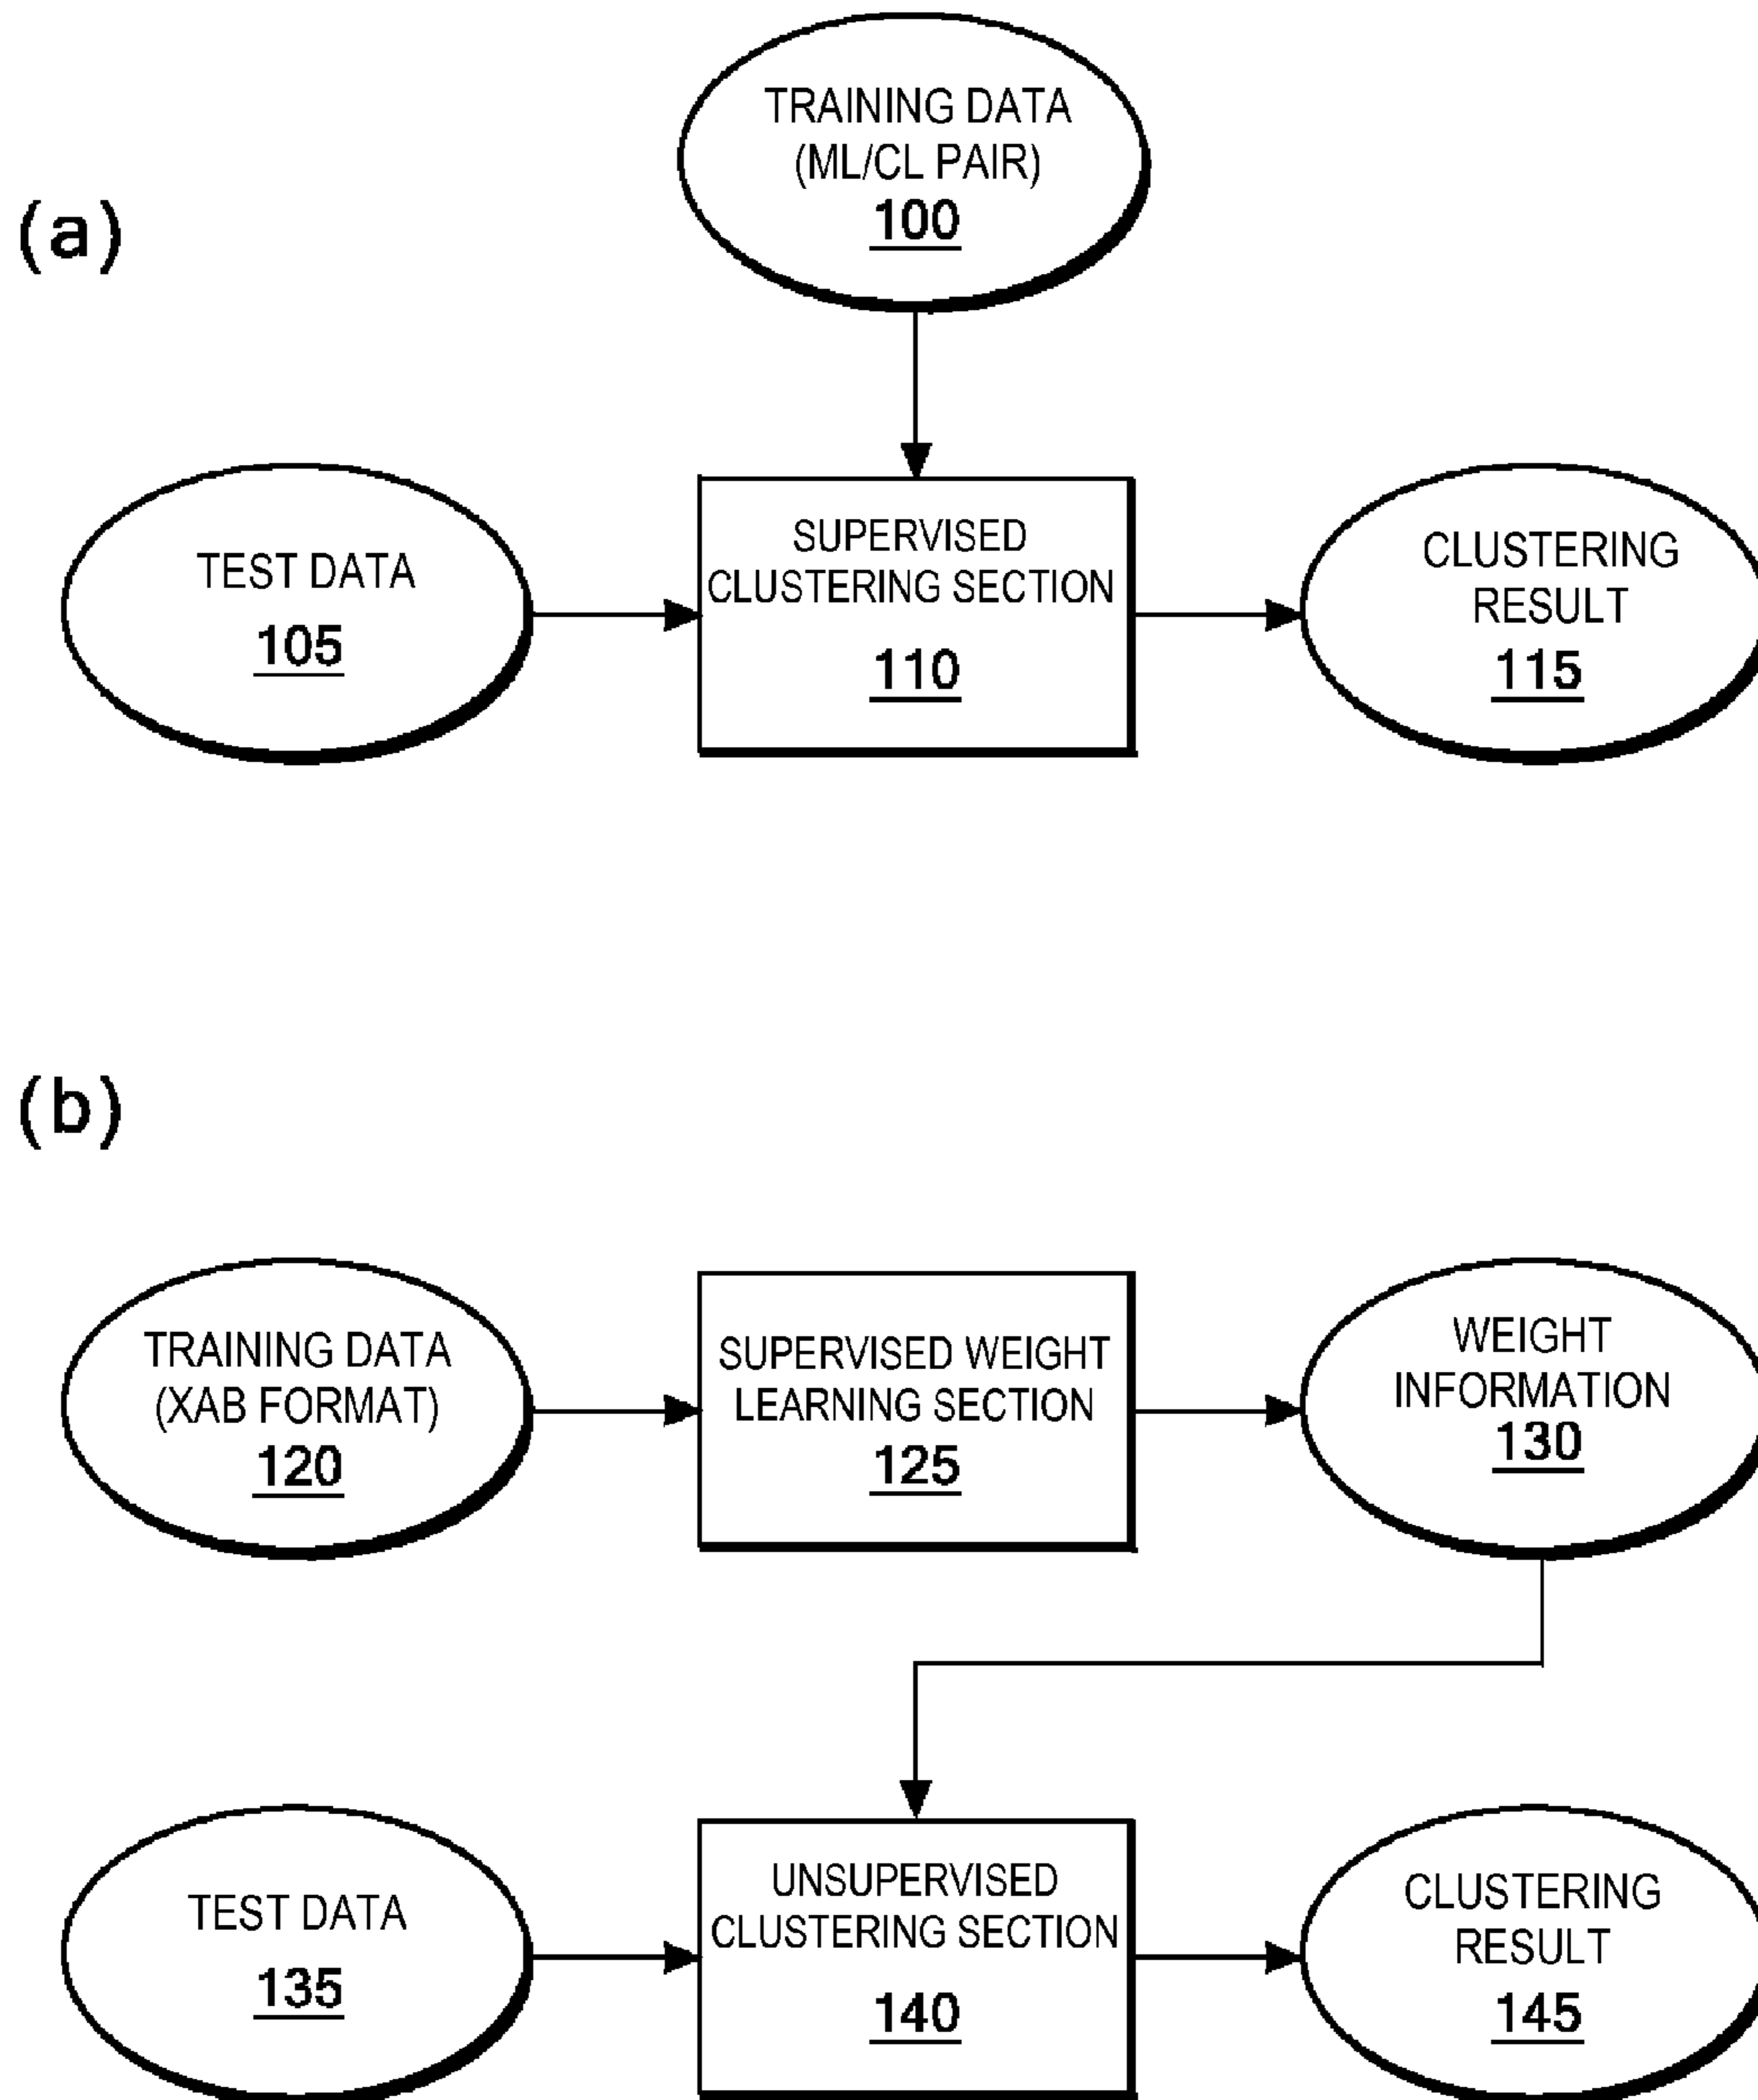 (a)
TRAINING DATA
(ML/CL PAIR)
100
TEST DATA
105
SUPERVISED
CLUSTERING SECTION
110
CLUSTERING
RESULT
115
(b)
TRAINING DATA
(XAB FORMAT)
120
SUPERVISED WEIGHT
LEARNING SECTION
125
WEIGHT
INFORMATION
130
TEST DATA
135
UNSUPERVISED
CLUSTERING SECTION
140
CLUSTERING
RESULT
145